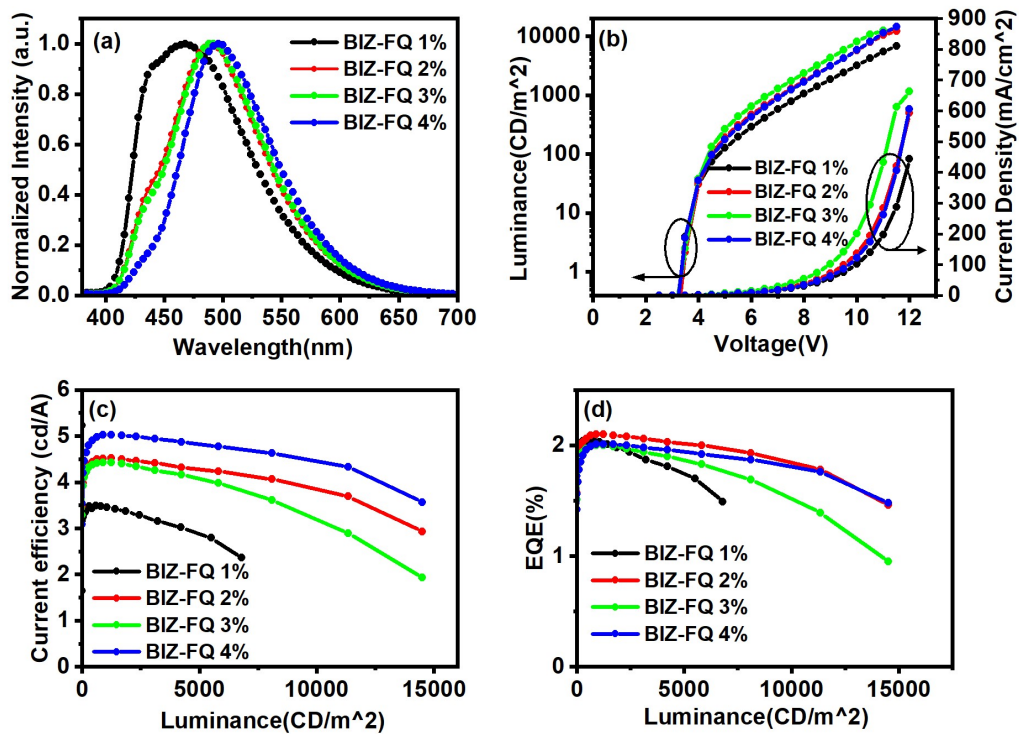 (a)
Normalized Intensity (a.u.)
1.0
0.8
0.6
0.4
0.2
0.0
BIZ-FQ 1%
BIZ-FQ 2%
BIZ-FQ 3%
BIZ-FQ 4%
400 450 500 550 600 650 700
Wavelength(nm)
(b)
Luminance(CD/m^2)
10000
1000
100
10
1
BIZ-FQ 1%
BIZ-FQ 2%
BIZ-FQ 3%
BIZ-FQ 4%
900
800
700
600
500
400
300
200
100
0
Current Density(mA/cm^2)
0 2 4 6 8 10 12
Voltage(V)
(c)
Current efficiency (cd/A)
6
5
4
3
2
1
0
BIZ-FQ 1%
BIZ-FQ 2%
BIZ-FQ 3%
BIZ-FQ 4%
0 5000 10000 15000
Luminance(CD/m^2)
(d)
EQE(%)
2
1
0
BIZ-FQ 1%
BIZ-FQ 2%
BIZ-FQ 3%
BIZ-FQ 4%
0 5000 10000 15000
Luminance(CD/m^2)